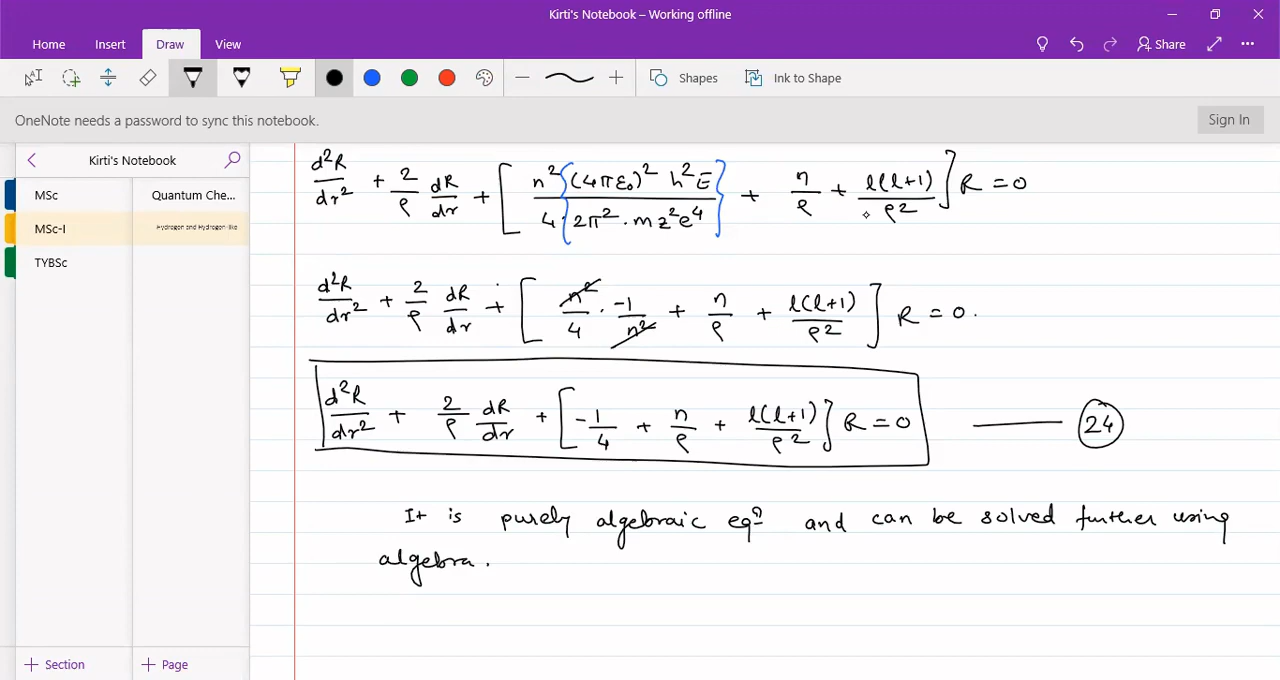 Kirti's Notebook – Working offline
Home Insert Draw View Share
Shapes Ink to Shape
OneNote needs a password to sync this notebook. Sign In
Kirti's Notebook
MSc Quantum Che...
MSc-I Hydrogen and Hydrogen-like
TYBSc
d²R/dr² + 2/ρ dR/dr + [ n²{(4πε₀)² h²E / 4{2π² · mz²e⁴} + n/ρ + l(l+1)/ρ² ] R = 0
d²R/dr² + 2/ρ dR/dr + [ n²/4 · -1/n² + n/ρ + l(l+1)/ρ² ] R = 0.
d²R/dr² + 2/ρ dR/dr + [ -1/4 + n/ρ + l(l+1)/ρ² ] R = 0 —— 24
It is purely algebraic eqⁿ and can be solved further using
algebra.
+ Section + Page